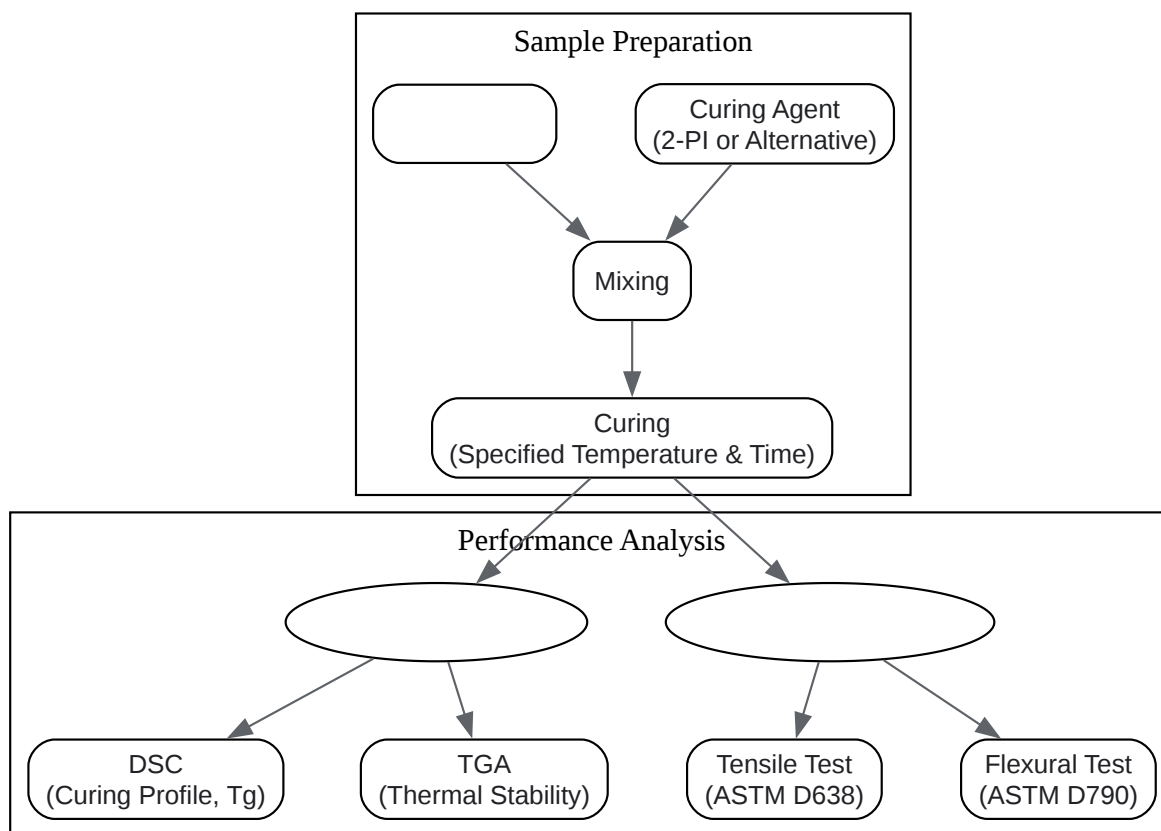 Sample Preparation
Curing Agent
(2-PI or Alternative)
Mixing
Curing
(Specified Temperature & Time)
Performance Analysis
DSC
(Curing Profile, Tg)
TGA
(Thermal Stability)
Tensile Test
(ASTM D638)
Flexural Test
(ASTM D790)